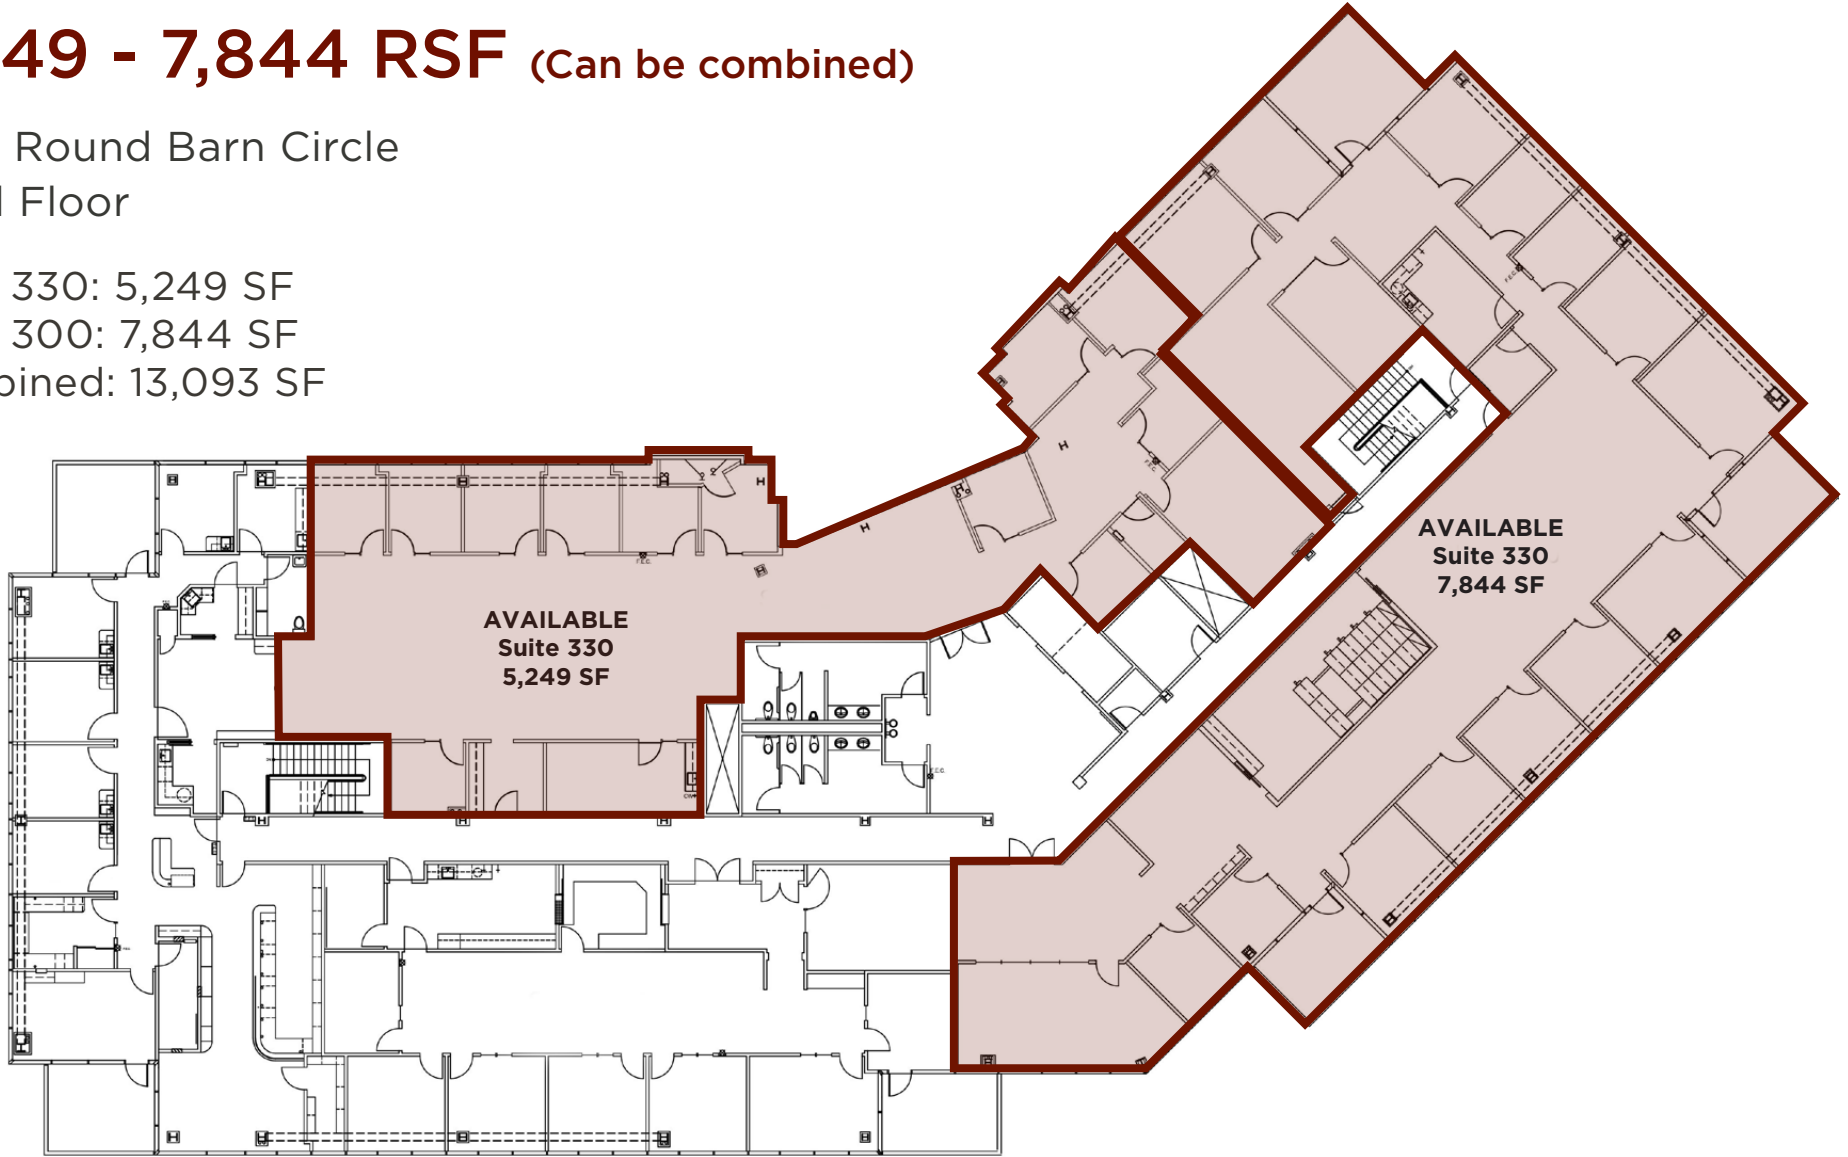 49 - 7,844 RSF (Can be combined)
Round Barn Circle
Floor
330: 5,249 SF
300: 7,844 SF
bined: 13,093 SF
AVAILABLE
Suite 330
7,844 SF
AVAILABLE
Suite 330
5,249 SF
F.E.C.
F.E.C.
F.E.C.
F.E.C.